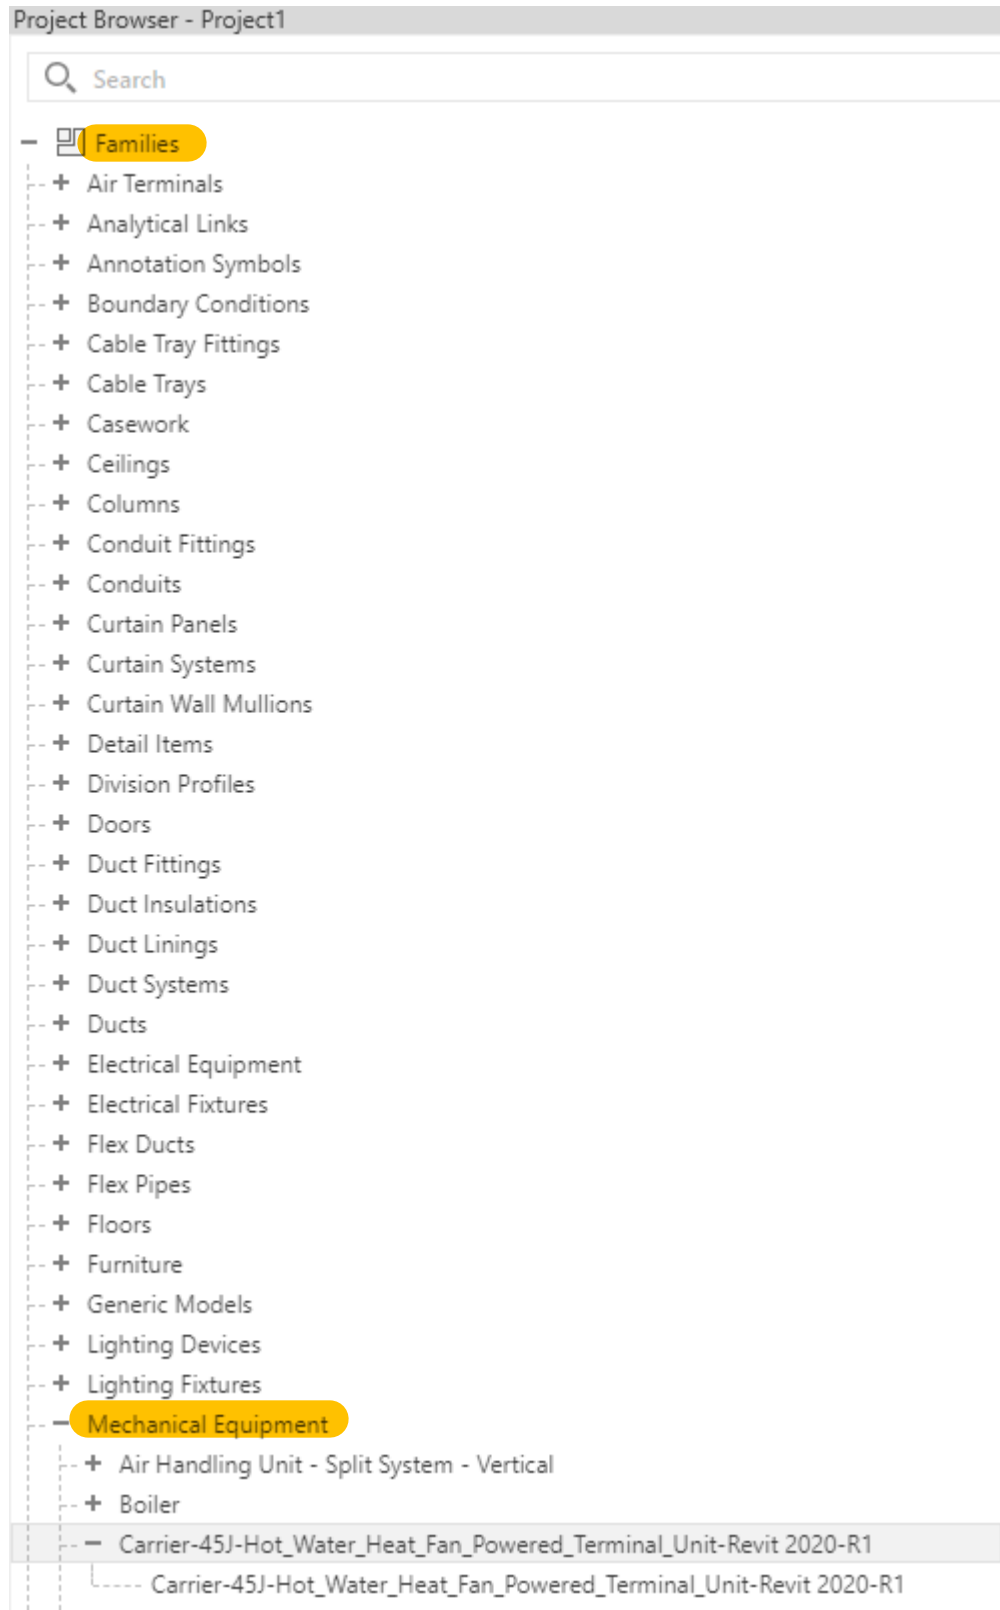 Project Browser - Project1
Search
Families
Air Terminals
Analytical Links
Annotation Symbols
Boundary Conditions
Cable Tray Fittings
Cable Trays
Casework
Ceilings
Columns
Conduit Fittings
Conduits
Curtain Panels
Curtain Systems
Curtain Wall Mullions
Detail Items
Division Profiles
Doors
Duct Fittings
Duct Insulations
Duct Linings
Duct Systems
Ducts
Electrical Equipment
Electrical Fixtures
Flex Ducts
Flex Pipes
Floors
Furniture
Generic Models
Lighting Devices
Lighting Fixtures
Mechanical Equipment
Air Handling Unit - Split System - Vertical
Boiler
Carrier-45J-Hot_Water_Heat_Fan_Powered_Terminal_Unit-Revit 2020-R1
Carrier-45J-Hot_Water_Heat_Fan_Powered_Terminal_Unit-Revit 2020-R1